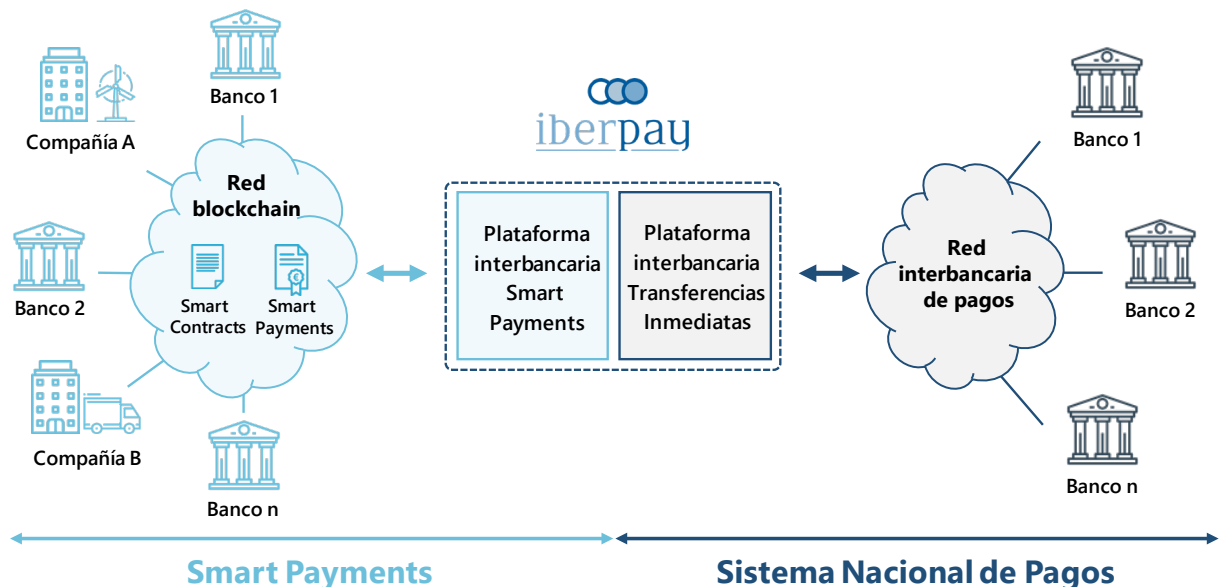 Banco 1
Compañía A
Red
blockchain
Banco 2
Smart
Contracts
Smart
Payments
Compañía B
Banco n
iberpay
Plataforma
interbancaria
Smart
Payments
Plataforma
interbancaria
Transferencias
Inmediatas
Red
interbancaria
de pagos
Banco 1
Banco 2
Banco n
Smart Payments
Sistema Nacional de Pagos